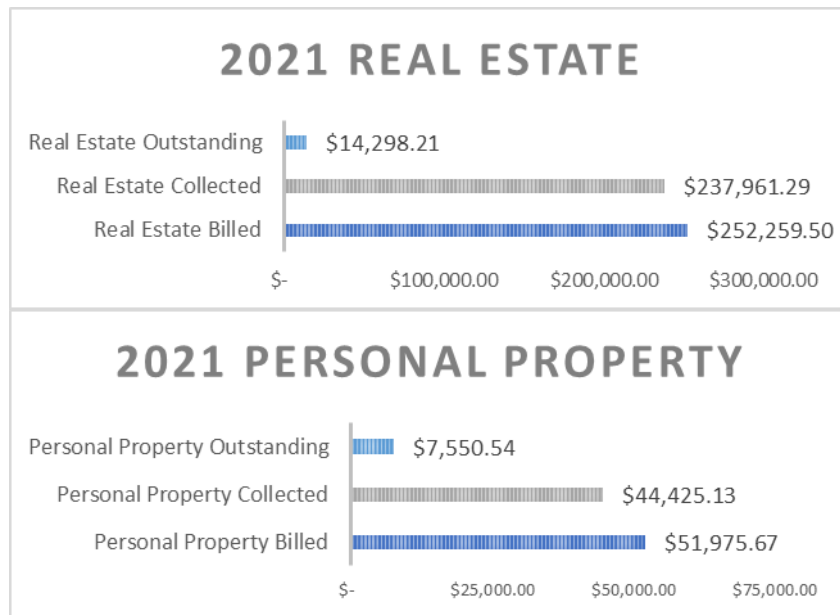 2021 REAL ESTATE
Real Estate Outstanding $14,298.21
Real Estate Collected $237,961.29
Real Estate Billed $252,259.50
$- $100,000.00 $200,000.00 $300,000.00
2021 PERSONAL PROPERTY
Personal Property Outstanding $7,550.54
Personal Property Collected $44,425.13
Personal Property Billed $51,975.67
$- $25,000.00 $50,000.00 $75,000.00